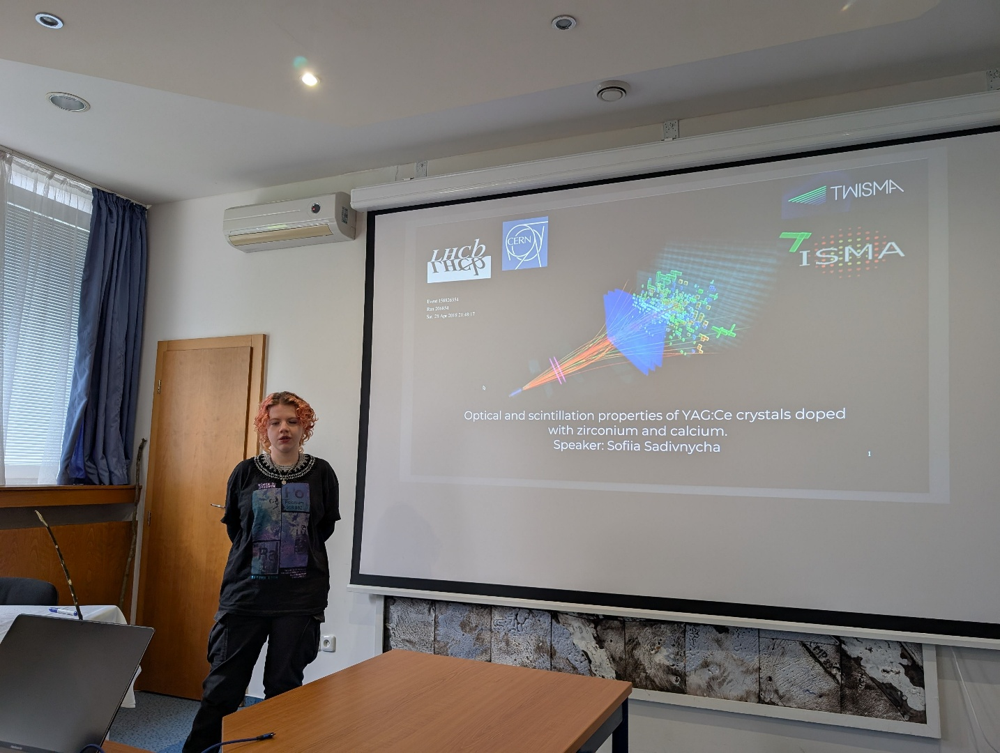 TWISMA
LHCb
CERN
ISMA
Event 158826354
Run 206854
Sat, 28 Apr 2018 21:48:17
Optical and scintillation properties of YAG:Ce crystals doped
with zirconium and calcium.
Speaker: Sofiia Sadivnycha
1
Polonium
Ra